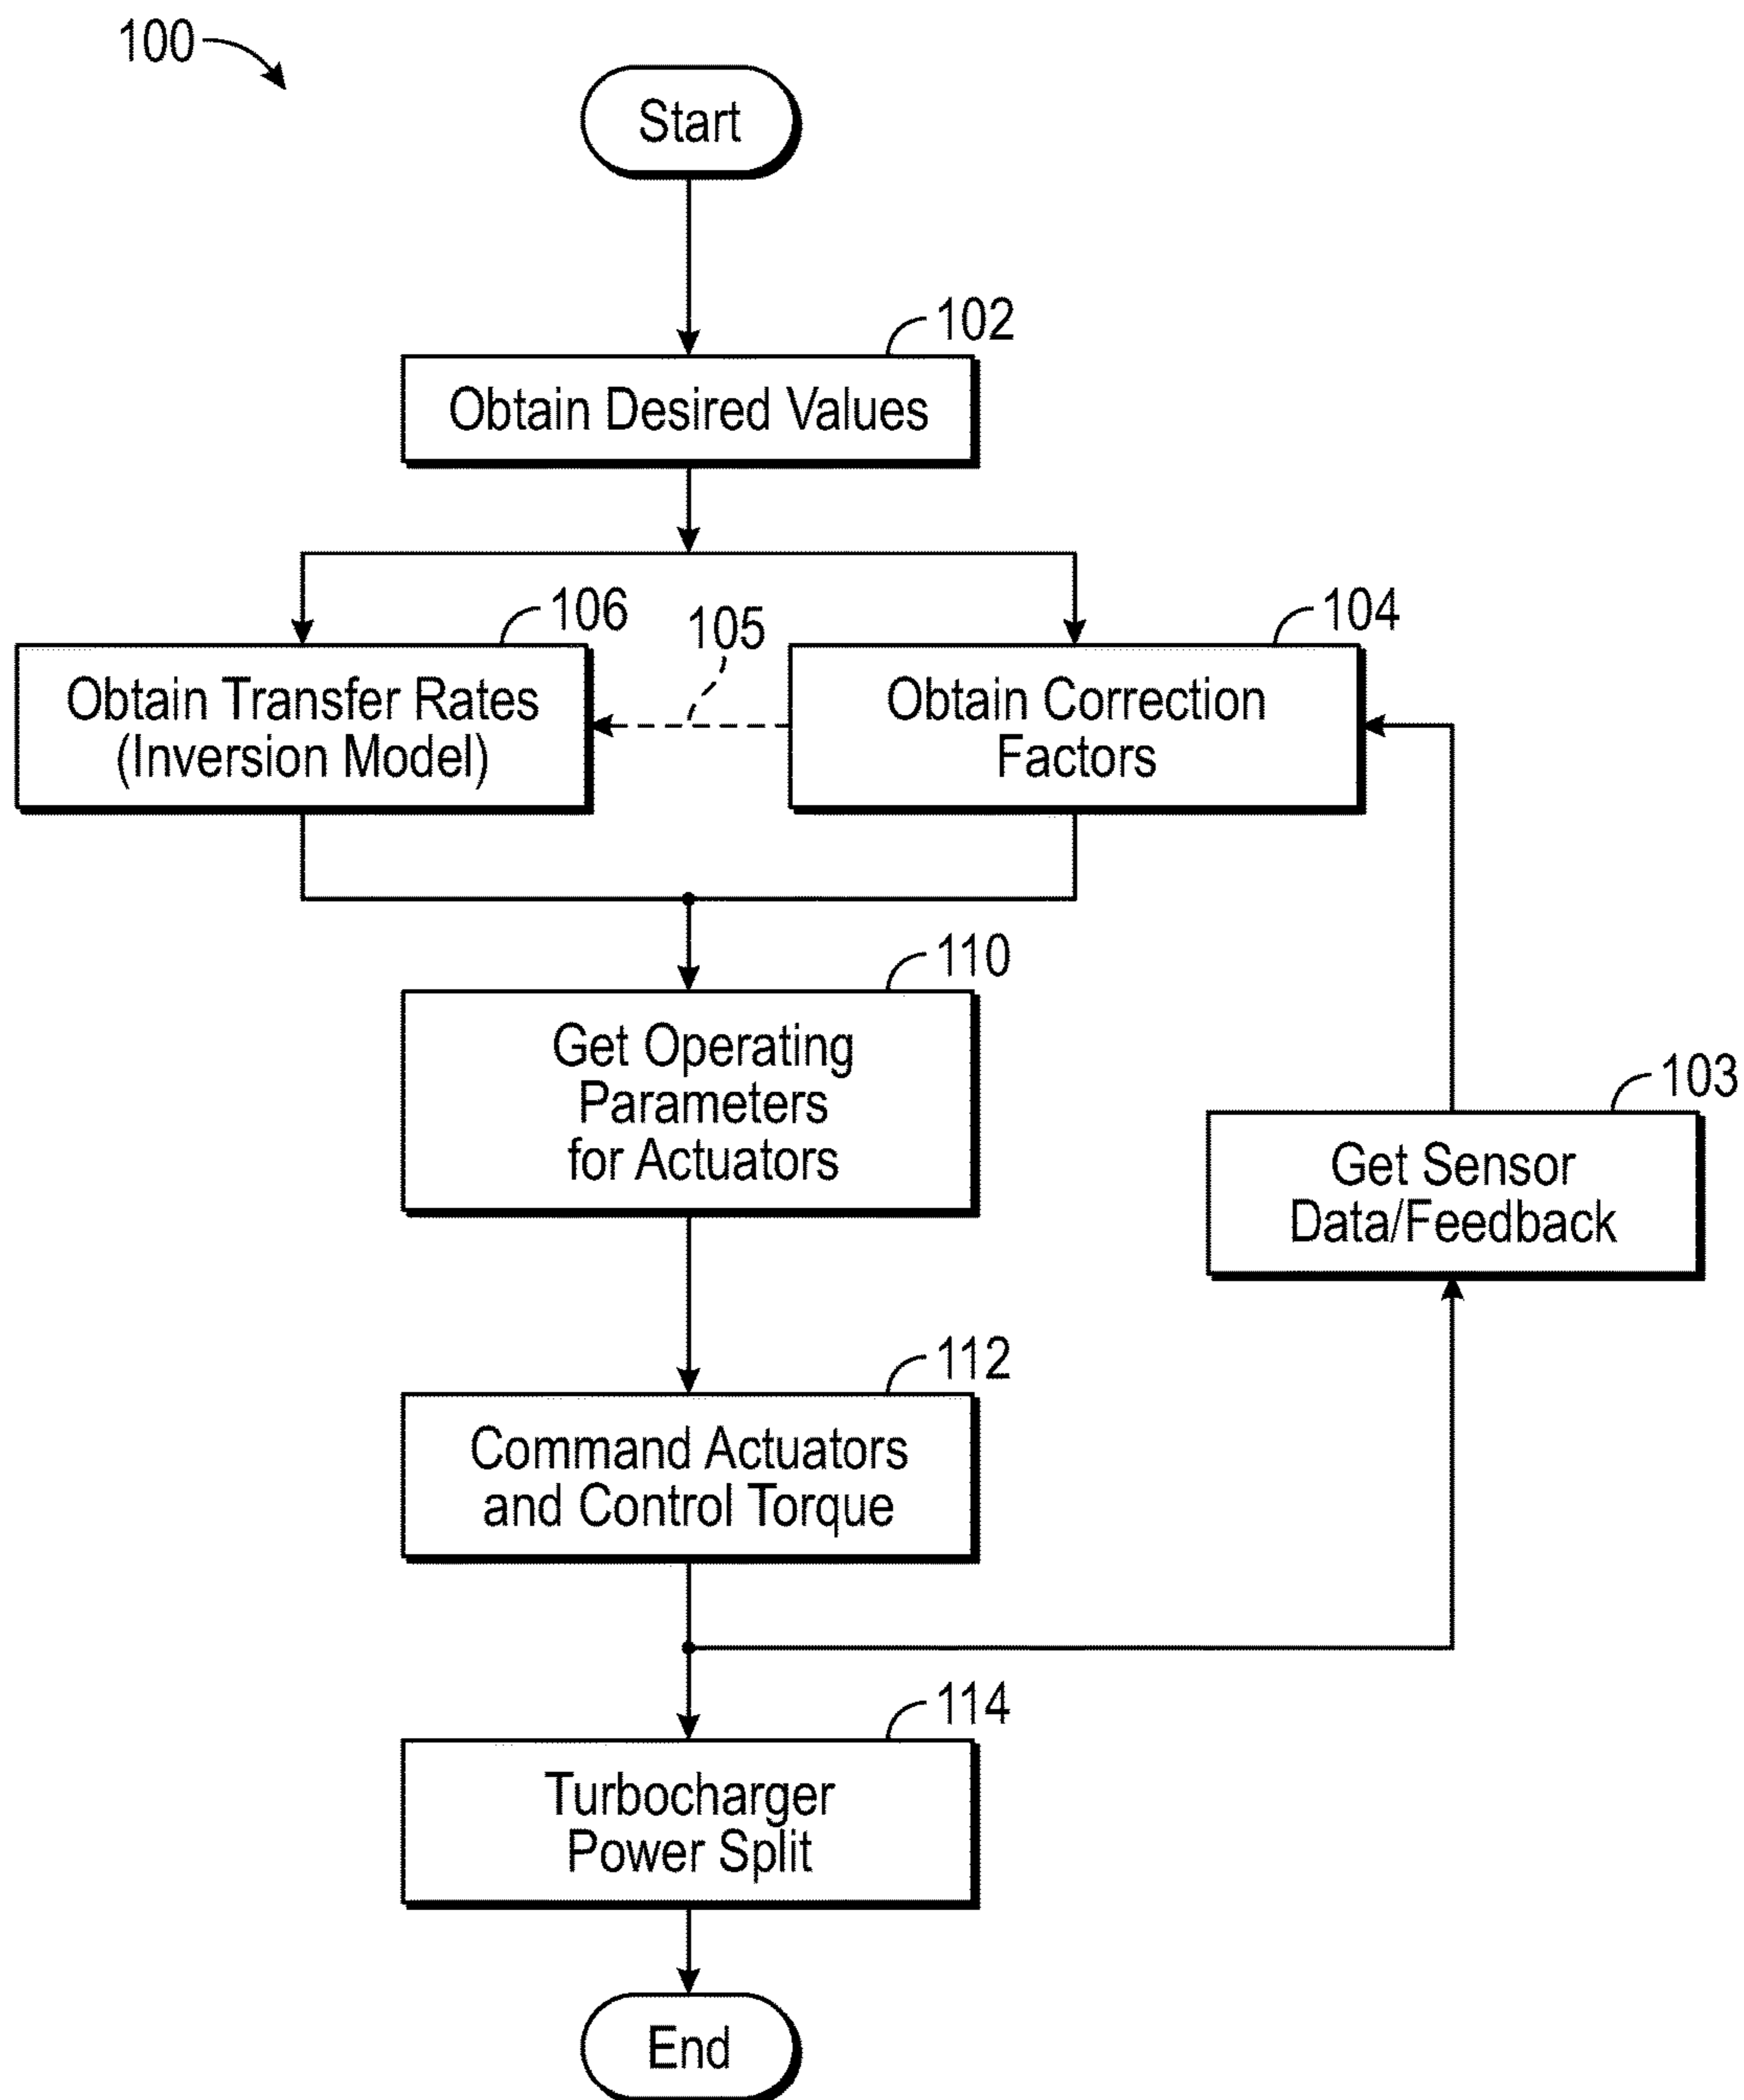 100
Start
102
Obtain Desired Values
106
105
104
Obtain Transfer Rates
(Inversion Model)
Obtain Correction
Factors
110
Get Operating
Parameters
for Actuators
103
Get Sensor
Data/Feedback
112
Command Actuators
and Control Torque
114
Turbocharger
Power Split
End